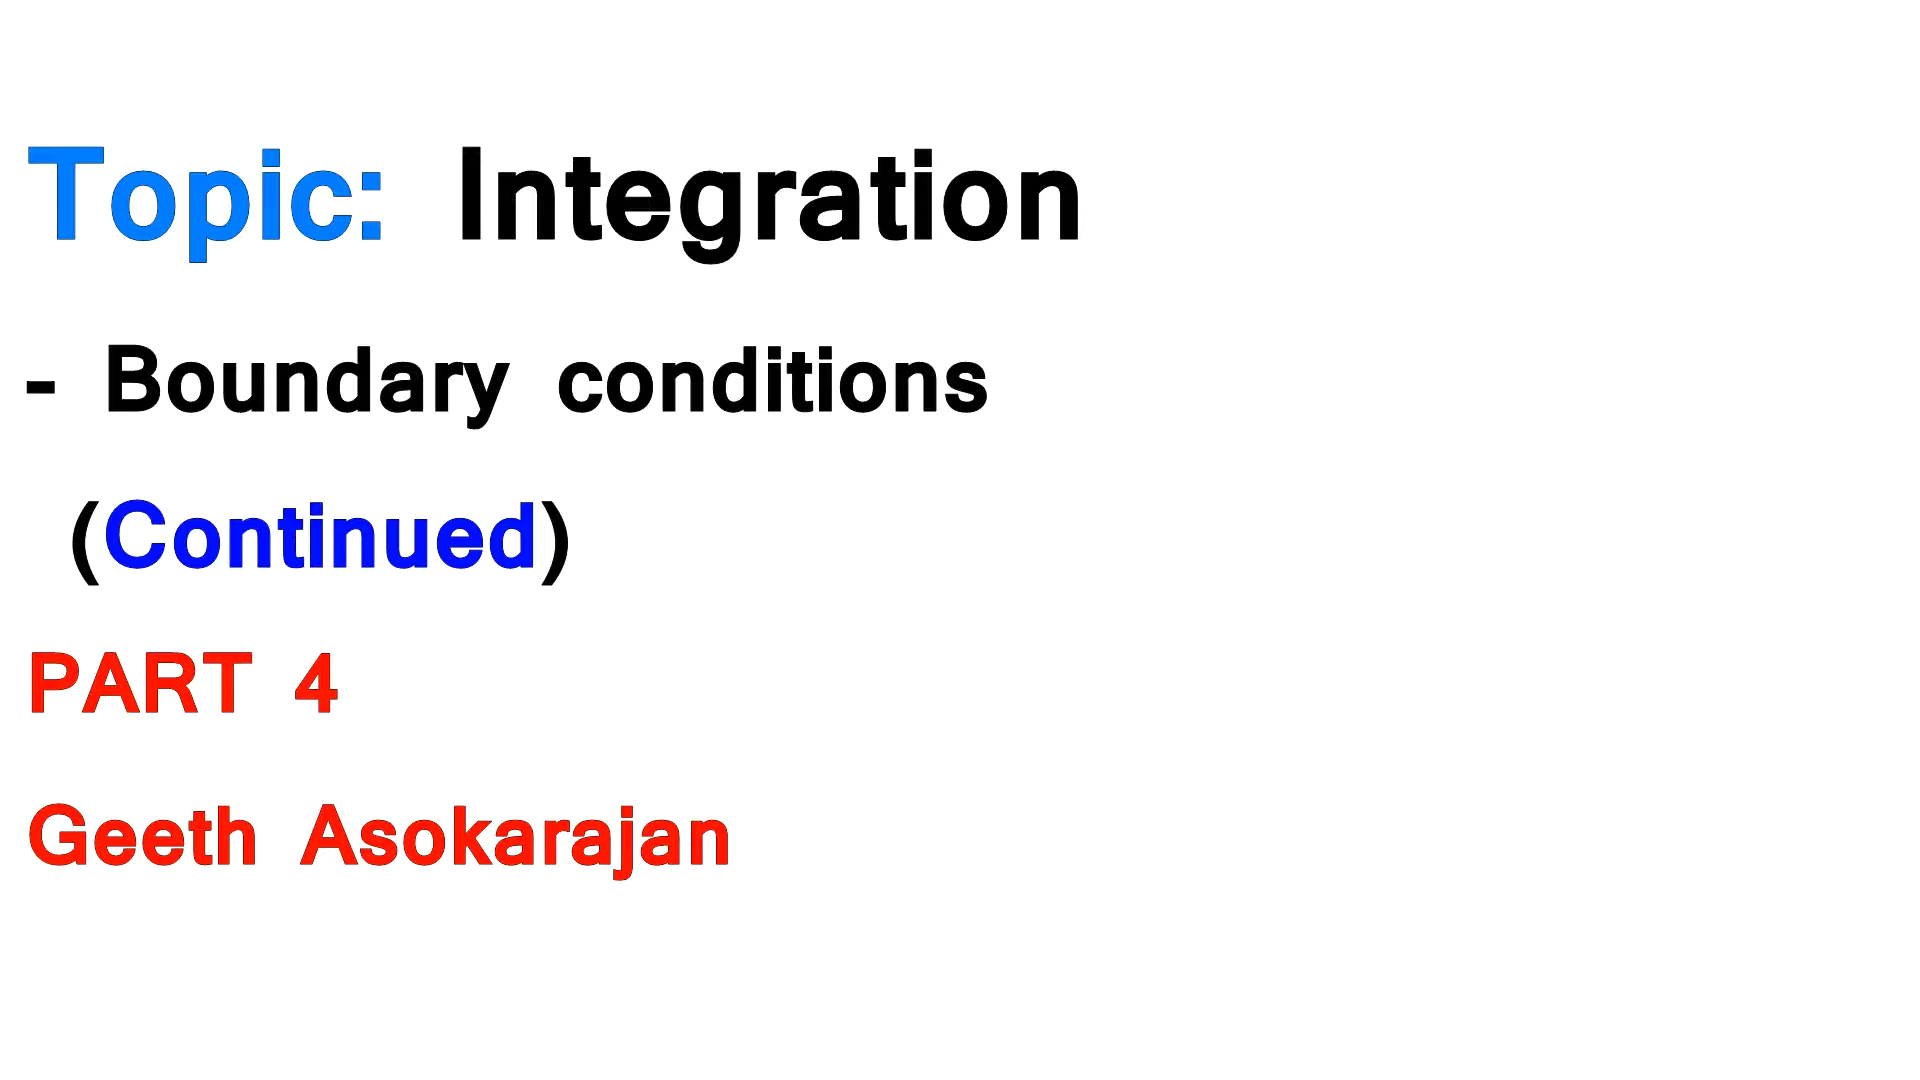 Topic: Integration
- Boundary conditions
(Continued)
PART 4
Geeth Asokarajan